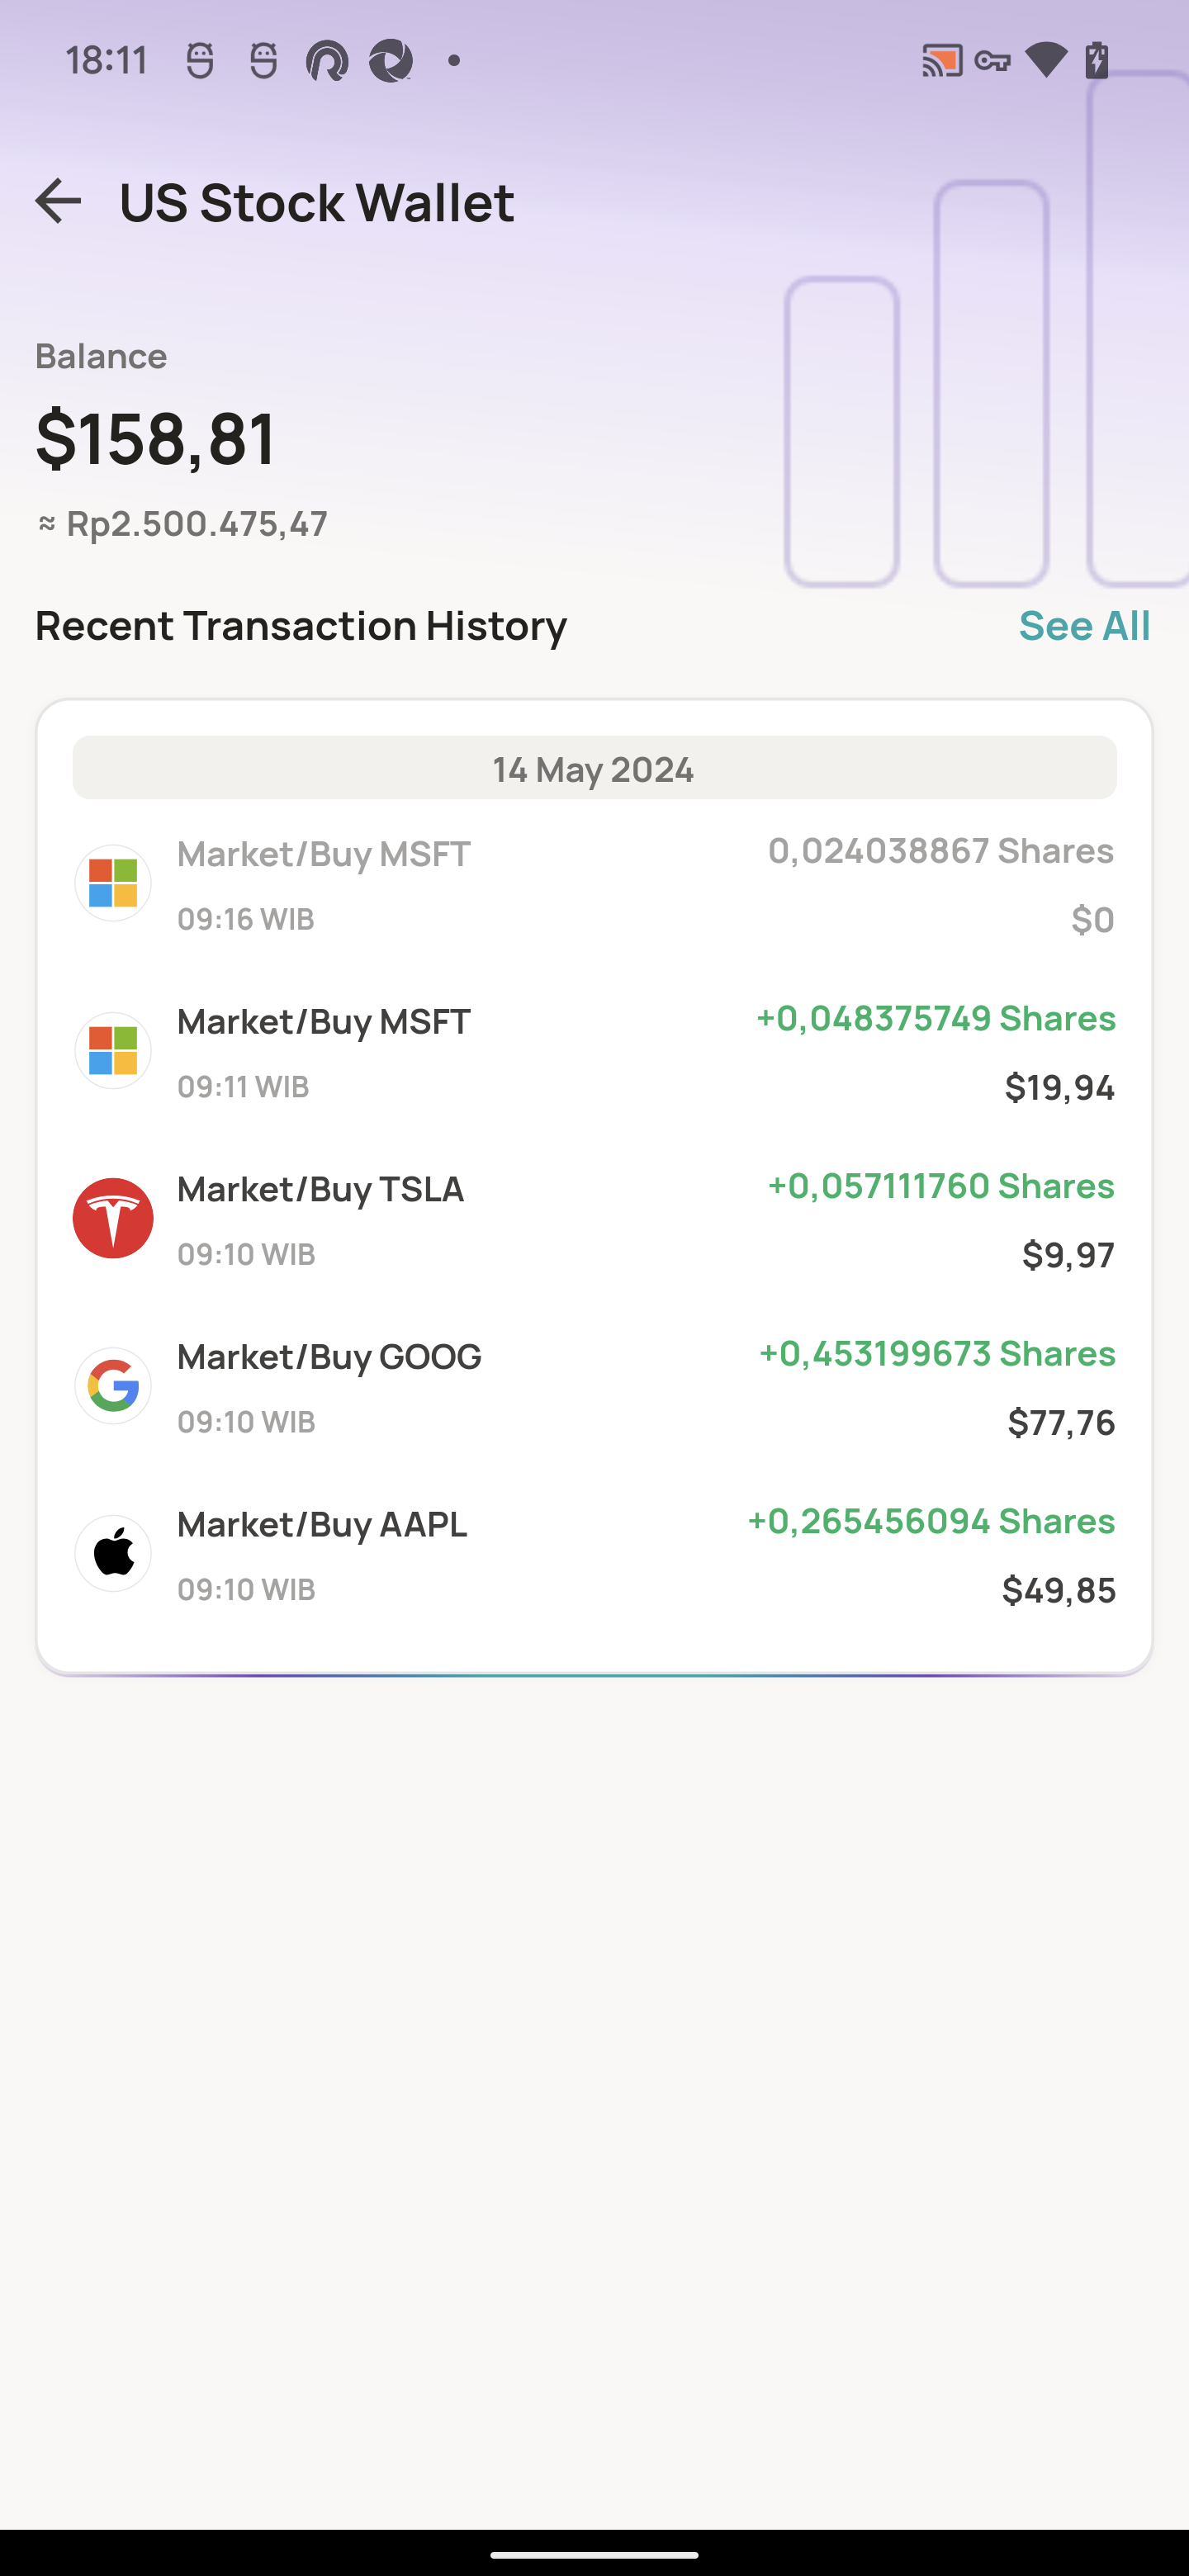 18:11
US Stock Wallet
Balance
$158,81
≈ Rp2.500.475,47
Recent Transaction History See All
14 May 2024
Market/Buy MSFT 0,024038867 Shares
09:16 WIB $0
Market/Buy MSFT +0,048375749 Shares
09:11 WIB $19,94
Market/Buy TSLA +0,057111760 Shares
09:10 WIB $9,97
Market/Buy GOOG +0,453199673 Shares
09:10 WIB $77,76
Market/Buy AAPL +0,265456094 Shares
09:10 WIB $49,85